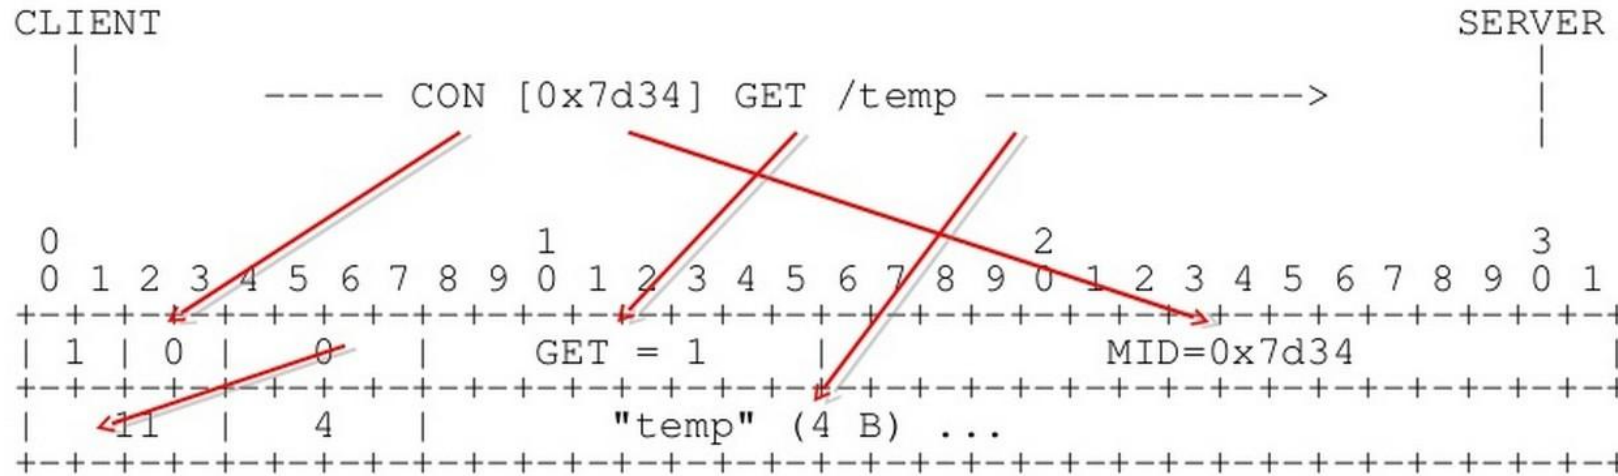 CLIENT SERVER
| |
| ----- CON [0x7d34] GET /temp -------------> |
| |
0 1 2 3
0 1 2 3 4 5 6 7 8 9 0 1 2 3 4 5 6 7 8 9 0 1 2 3 4 5 6 7 8 9 0 1
+-+-+-+-+-+-+-+-+-+-+-+-+-+-+-+-+-+-+-+-+-+-+-+-+-+-+-+-+-+-+-+-+
| 1 | 0 | 0 | GET = 1 | MID=0x7d34 |
+-+-+-+-+-+-+-+-+-+-+-+-+-+-+-+-+-+-+-+-+-+-+-+-+-+-+-+-+-+-+-+-+
| 11 | 4 | "temp" (4 B) ...
+-+-+-+-+-+-+-+-+-+-+-+-+-+-+-+-+-+-+-+-+-+-+-+-+-+-+-+-+-+-+-+-+